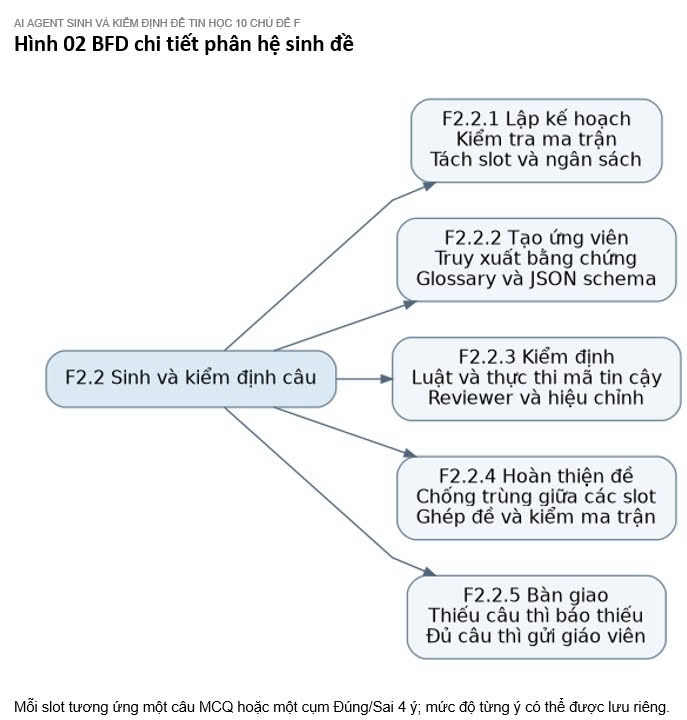 AI AGENT SINH VÀ KIỂM ĐỊNH ĐỀ TIN HỌC 10 CHỦ ĐỀ F
Hình 02 BFD chi tiết phân hệ sinh đề
F2.2.1 Lập kế hoạch
Kiểm tra ma trận
Tách slot và ngân sách
F2.2.2 Tạo ứng viên
Truy xuất bằng chứng
Glossary và JSON schema
F2.2 Sinh và kiểm định câu
F2.2.3 Kiểm định
Luật và thực thi mã tin cậy
Reviewer và hiệu chỉnh
F2.2.4 Hoàn thiện đề
Chống trùng giữa các slot
Ghép đề và kiểm ma trận
F2.2.5 Bàn giao
Thiếu câu thì báo thiếu
Đủ câu thì gửi giáo viên
Mỗi slot tương ứng một câu MCQ hoặc một cụm Đúng/Sai 4 ý; mức độ từng ý có thể được lưu riêng.